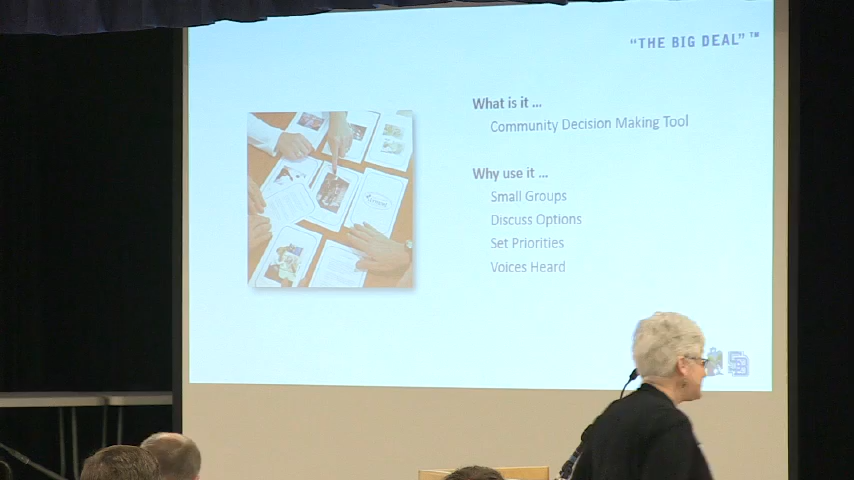 “THE BIG DEAL” ™
What is it ...
Community Decision Making Tool
Why use it ...
Small Groups
Discuss Options
Set Priorities
Voices Heard